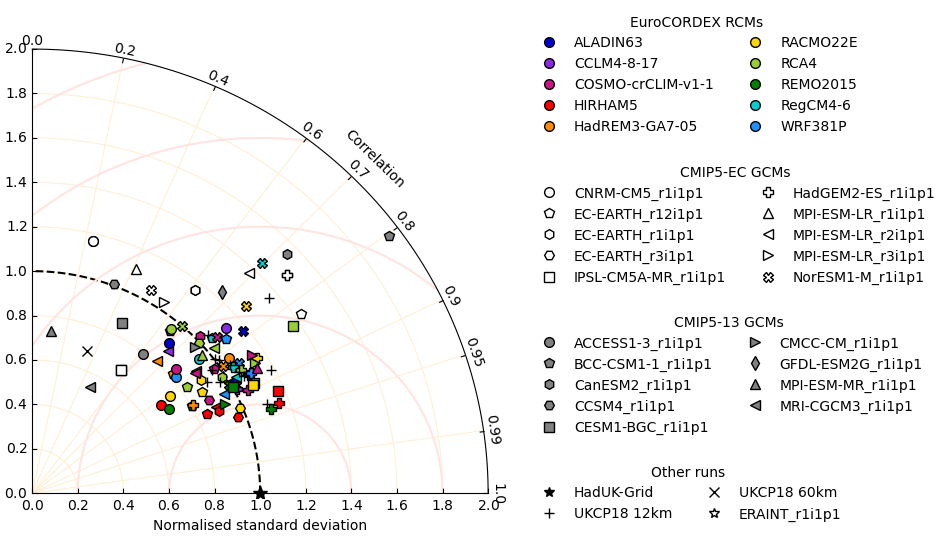 0.0
0.2
0.4
0.6
Correlation
0.7
0.8
0.9
0.95
0.99
1.0
2.0
1.8
1.6
1.4
1.2
1.0
0.8
0.6
0.4
0.2
0.0
0.0 0.2 0.4 0.6 0.8 1.0 1.2 1.4 1.6 1.8 2.0
Normalised standard deviation
EuroCORDEX RCMs
ALADIN63 RACMO22E
CCLM4-8-17 RCA4
COSMO-crCLIM-v1-1 REMO2015
HIRHAM5 RegCM4-6
HadREM3-GA7-05 WRF381P
CMIP5-EC GCMs
CNRM-CM5_r1i1p1 HadGEM2-ES_r1i1p1
EC-EARTH_r12i1p1 MPI-ESM-LR_r1i1p1
EC-EARTH_r1i1p1 MPI-ESM-LR_r2i1p1
EC-EARTH_r3i1p1 MPI-ESM-LR_r3i1p1
IPSL-CM5A-MR_r1i1p1 NorESM1-M_r1i1p1
CMIP5-13 GCMs
ACCESS1-3_r1i1p1 CMCC-CM_r1i1p1
BCC-CSM1-1_r1i1p1 GFDL-ESM2G_r1i1p1
CanESM2_r1i1p1 MPI-ESM-MR_r1i1p1
CCSM4_r1i1p1 MRI-CGCM3_r1i1p1
CESM1-BGC_r1i1p1
Other runs
HadUK-Grid UKCP18 60km
UKCP18 12km ERAINT_r1i1p1